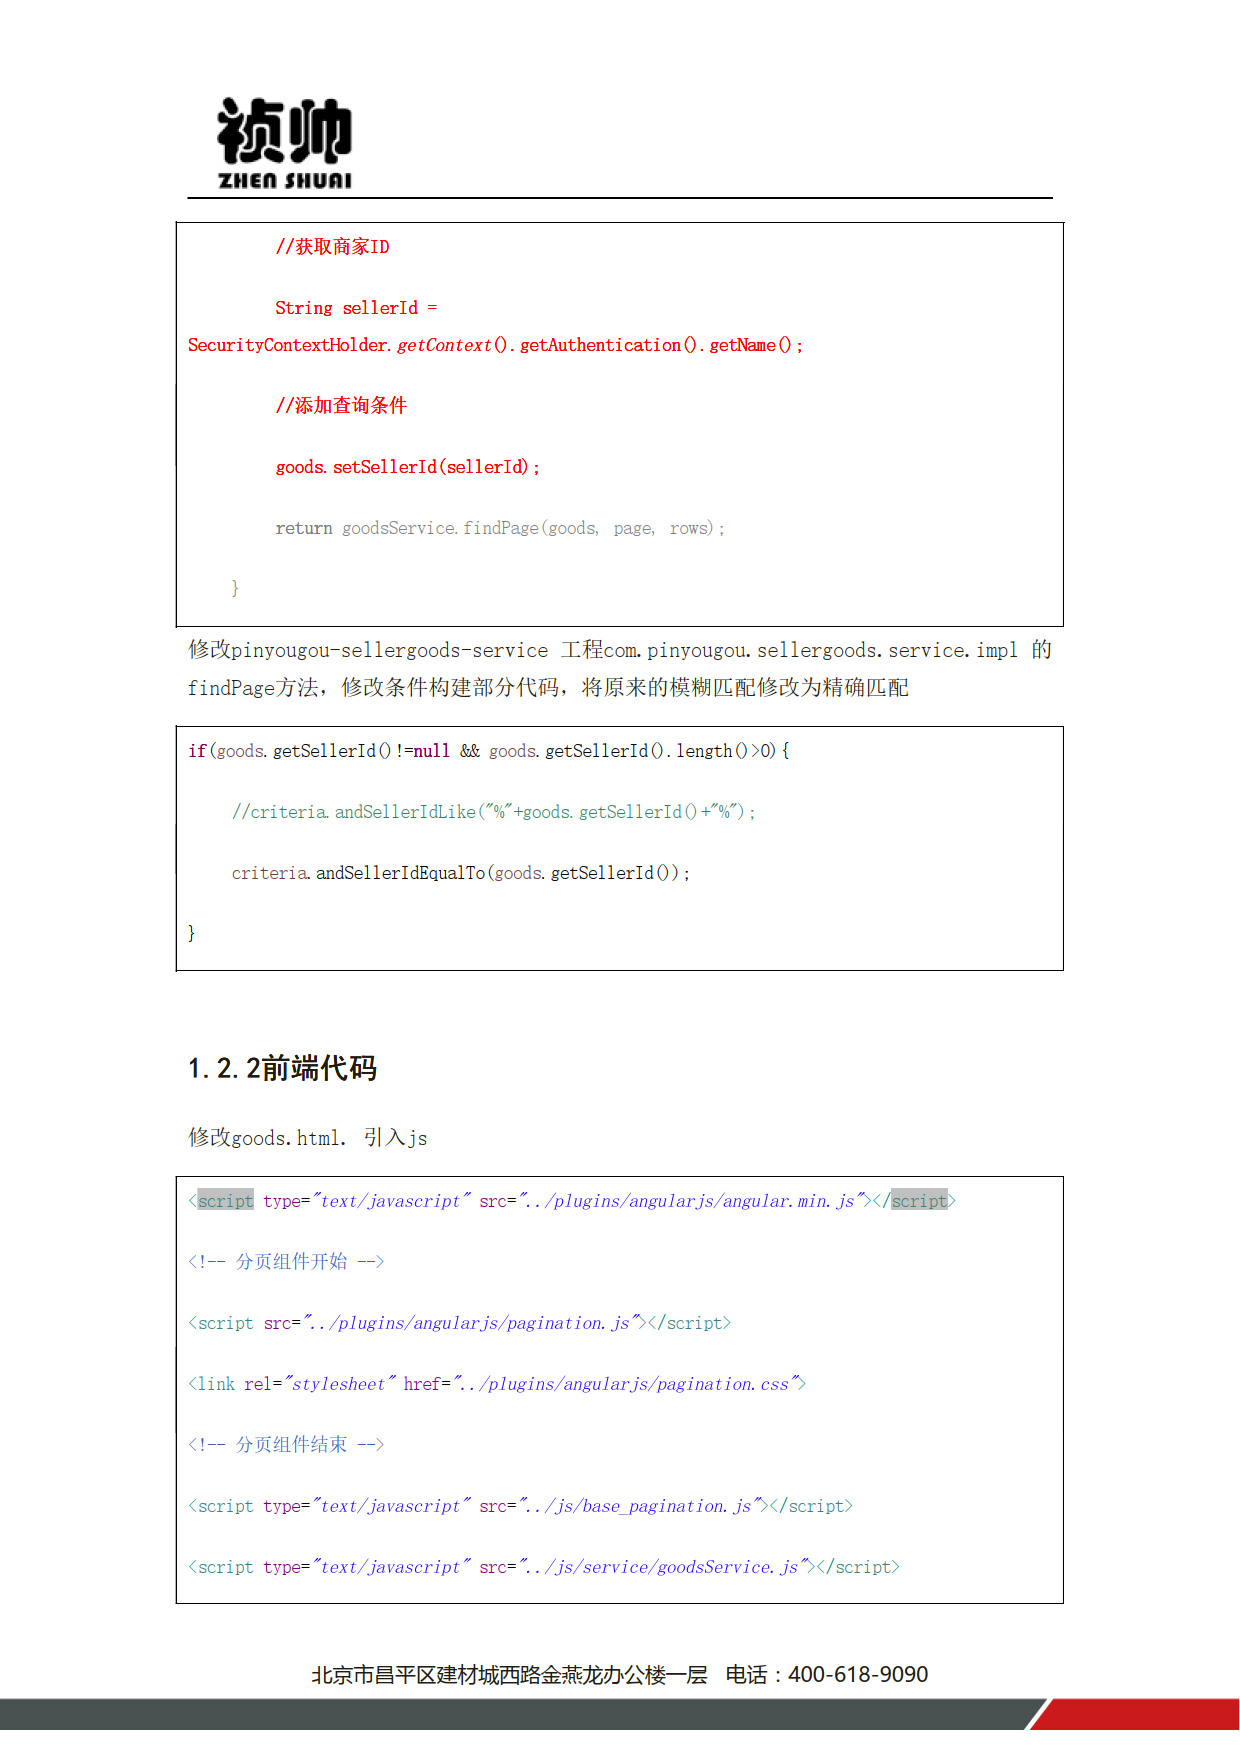 祯帅
ZHEN SHUAI
//获取商家ID
String sellerId =
SecurityContextHolder.getContext().getAuthentication().getName();
//添加查询条件
goods.setSellerId(sellerId);
return goodsService.findPage(goods, page, rows);
}
修改pinyougou-sellergoods-service 工程com.pinyougou.sellergoods.service.impl 的
findPage方法，修改条件构建部分代码，将原来的模糊匹配修改为精确匹配
if(goods.getSellerId()!=null && goods.getSellerId().length()>0){
//criteria.andSellerIdLike("%"+goods.getSellerId()+"%");
criteria.andSellerIdEqualTo(goods.getSellerId());
}
1.2.2前端代码
修改goods.html. 引入js
<script type="text/javascript" src="../plugins/angularjs/angular.min.js"></script>
<!-- 分页组件开始 -->
<script src="../plugins/angularjs/pagination.js"></script>
<link rel="stylesheet" href="../plugins/angularjs/pagination.css">
<!-- 分页组件结束 -->
<script type="text/javascript" src="../js/base_pagination.js"></script>
<script type="text/javascript" src="../js/service/goodsService.js"></script>
北京市昌平区建材城西路金燕龙办公楼一层 电话：400-618-9090